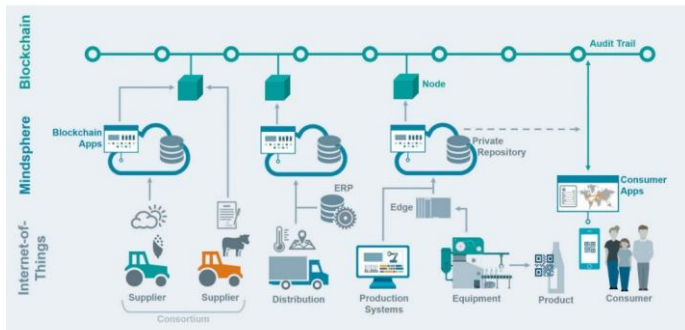 Blockchain
Audit Trail
Node
Mindsphere
Blockchain
Apps
Private
Repository
Consumer
Apps
Internet-of-
Things
ERP
Edge
Supplier
Supplier
Distribution
Production
Systems
Equipment
Product
Consumer
Consortium